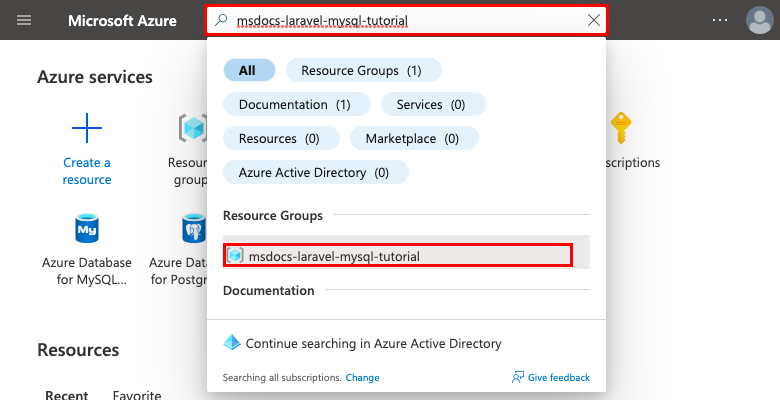 Microsoft Azure
msdocs-laravel-mysql-tutorial
Azure services
All
Resource Groups (1)
Documentation (1)
Services (0)
Resources (0)
Marketplace (0)
Azure Active Directory (0)
Create a
resource
Resour
group
scriptions
Azure Database
for MySQL...
Azure Da
for Postg
My
Resource Groups
msdocs-laravel-mysql-tutorial
Documentation
Continue searching in Azure Active Directory
Searching all subscriptions. Change
Give feedback
Resources
Recent
Favorite